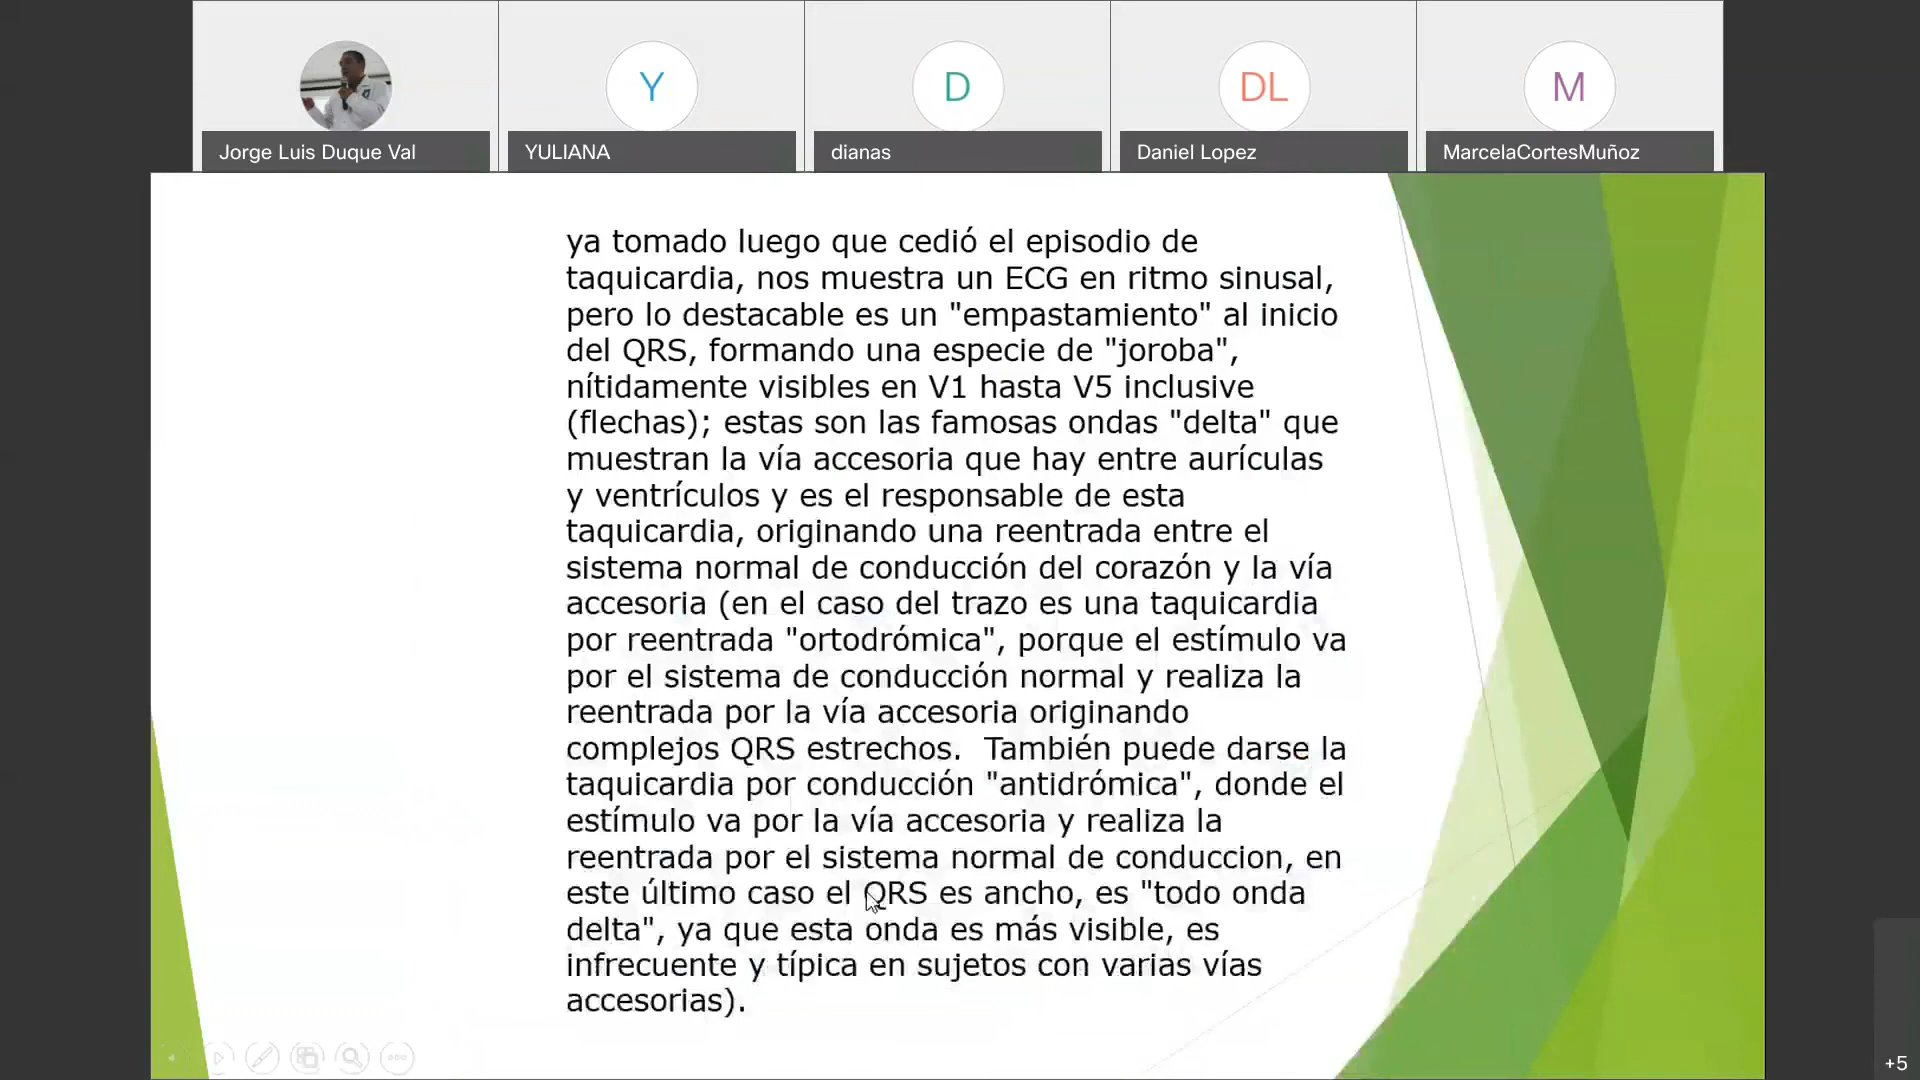 Y
D
DL
M
Jorge Luis Duque Val
YULIANA
dianas
Daniel Lopez
MarcelaCortesMuñoz
ya tomado luego que cedió el episodio de
taquicardia, nos muestra un ECG en ritmo sinusal,
pero lo destacable es un "empastamiento" al inicio
del QRS, formando una especie de "joroba",
nítidamente visibles en V1 hasta V5 inclusive
(flechas); estas son las famosas ondas "delta" que
muestran la vía accesoria que hay entre aurículas
y ventrículos y es el responsable de esta
taquicardia, originando una reentrada entre el
sistema normal de conducción del corazón y la vía
accesoria (en el caso del trazo es una taquicardia
por reentrada "ortodrómica", porque el estímulo va
por el sistema de conducción normal y realiza la
reentrada por la vía accesoria originando
complejos QRS estrechos.  También puede darse la
taquicardia por conducción "antidrómica", donde el
estímulo va por la vía accesoria y realiza la
reentrada por el sistema normal de conduccion, en
este último caso el QRS es ancho, es "todo onda
delta", ya que esta onda es más visible, es
infrecuente y típica en sujetos con varias vías
accesorias).
+5